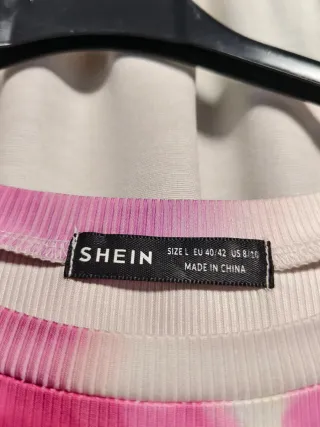 SHEIN
SIZE L EU 40/42 US 8/10
MADE IN CHINA